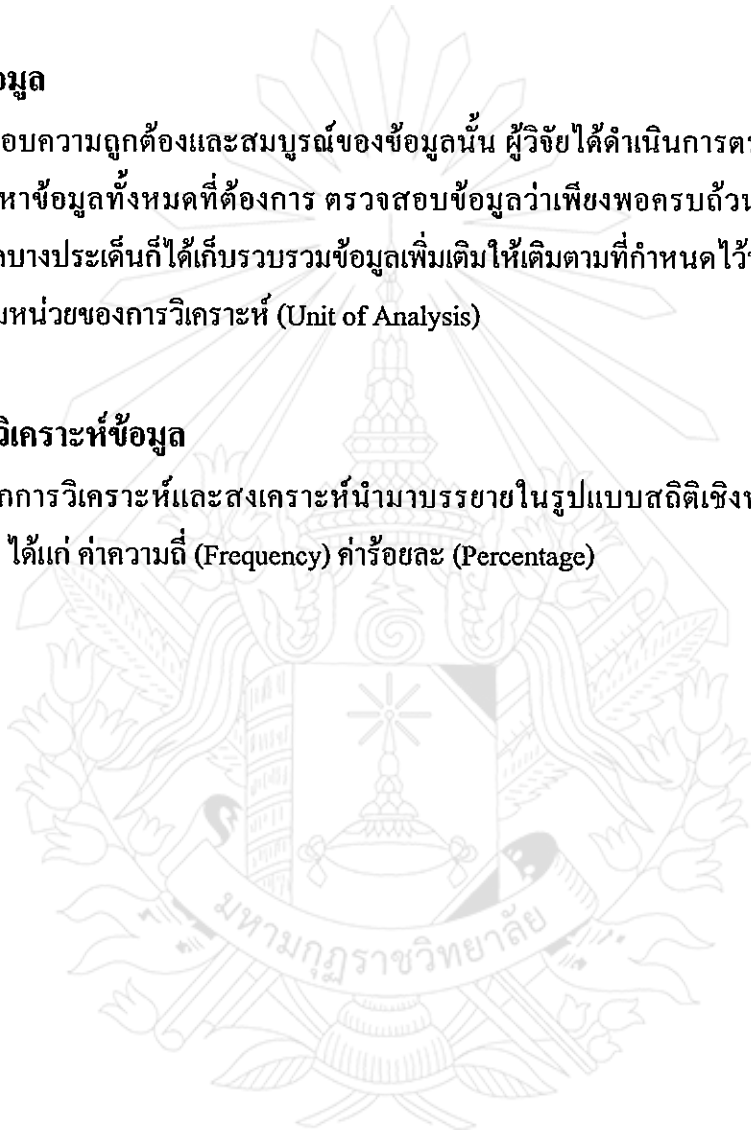 อมูล
อบความถูกต้องและสมบูรณ์ของข้อมูลนั้น ผู้วิจัยได้ดำเนินการตร
หาข้อมูลทั้งหมดที่ต้องการ ตรวจสอบข้อมูลว่าเพียงพอครบถ้วน
บางประเด็นก็ได้เก็บรวบรวมข้อมูลเพิ่มเติมให้เติมตามที่กำหนดไว้
มหน่วยของการวิเคราะห์ (Unit of Analysis)
วิเคราะห์ข้อมูล
กการวิเคราะห์และสงเคราะห์นำมาบรรยายในรูปแบบสถิติเชิงพ
ได้แก่ ค่าความถี่ (Frequency) ค่าร้อยละ (Percentage)
มหามกุฏราชวิทยาลัย